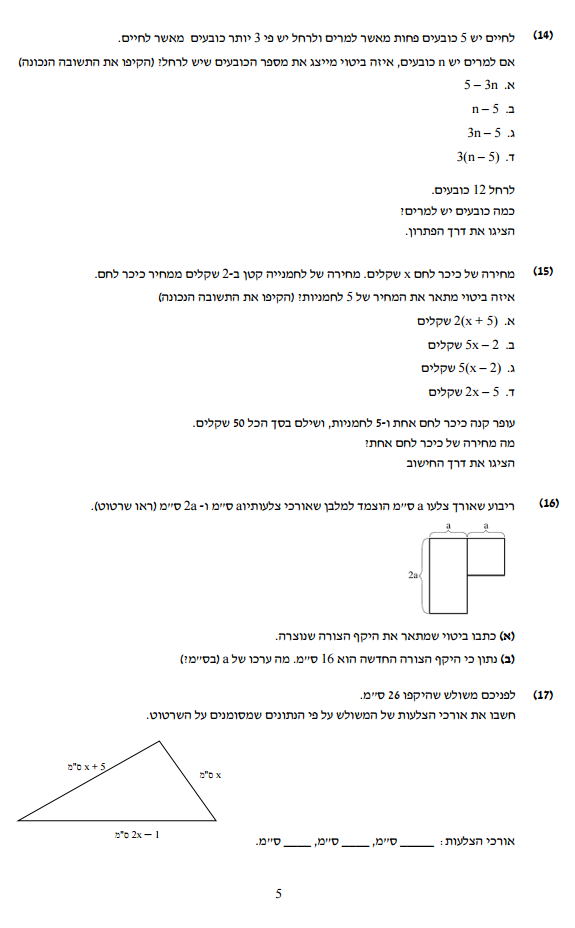 (14) לחיים יש 5 כובעים פחות מאשר למרים ולרחל יש פי 3 יותר כובעים מאשר לחיים.
אם למרים יש n כובעים, איזה ביטוי מייצג את מספר הכובעים שיש לרחל? (הקיפו את התשובה הנכונה)
א. 5 – 3n
ב. n – 5
ג. 3n – 5
ד. 3(n – 5)
לרחל 12 כובעים.
כמה כובעים יש למרים?
הציגו את דרך הפתרון.
(15) מחירה של כיכר לחם x שקלים. מחירה של לחמנייה קטן ב-2 שקלים ממחיר כיכר לחם.
איזה ביטוי מתאר את המחיר של 5 לחמניות? (הקיפו את התשובה הנכונה)
א. 2(x + 5) שקלים
ב. 5x – 2 שקלים
ג. 5(x – 2) שקלים
ד. 2x – 5 שקלים
עופר קנה כיכר לחם אחת ו-5 לחמניות, ושילם בסך הכל 50 שקלים.
מה מחירה של כיכר לחם אחת?
הציגו את דרך החישוב
(16) ריבוע שאורך צלעו a ס״מ הוצמד למלבן שאורכי צלעותיוa ס״מ ו- 2a ס״מ (ראו שרטוט).
a a
2a
(א) כתבו ביטוי שמתאר את היקף הצורה שנוצרה.
(ב) נתון כי היקף הצורה החדשה הוא 16 ס״מ. מה ערכו של a (בס״מ?)
(17) לפניכם משולש שהיקפו 26 ס״מ.
חשבו את אורכי הצלעות של המשולש על פי הנתונים שמסומנים על השרטוט.
x + 5 ס"מ
x ס"מ
2x – 1 ס"מ
אורכי הצלעות: _____ ס״מ, ____ ס״מ, ____ ס״מ.
5